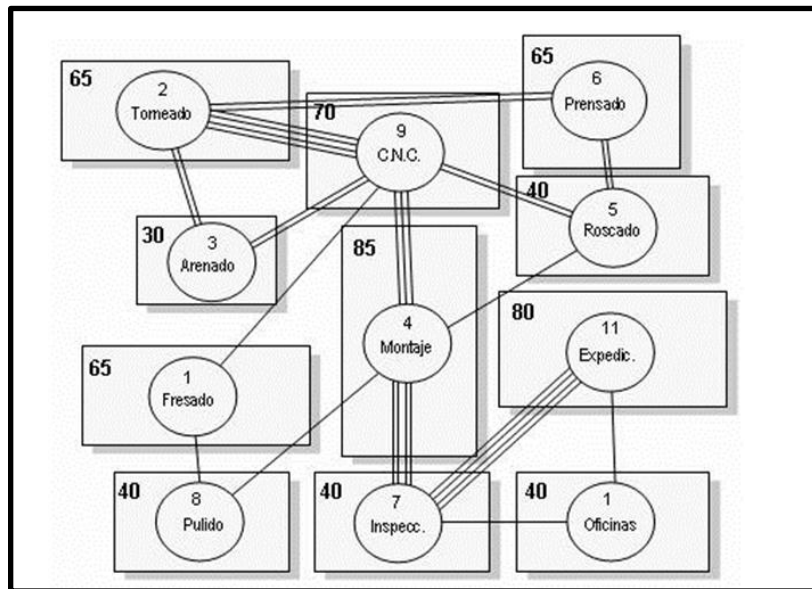 65
2
Torneado
65
6
Prensado
70
9
C.N.C.
40
5
Roscado
30
3
Arenado
85
4
Montaje
80
11
Expedic.
65
1
Fresado
40
8
Pulido
40
7
Inspecc.
40
1
Oficinas